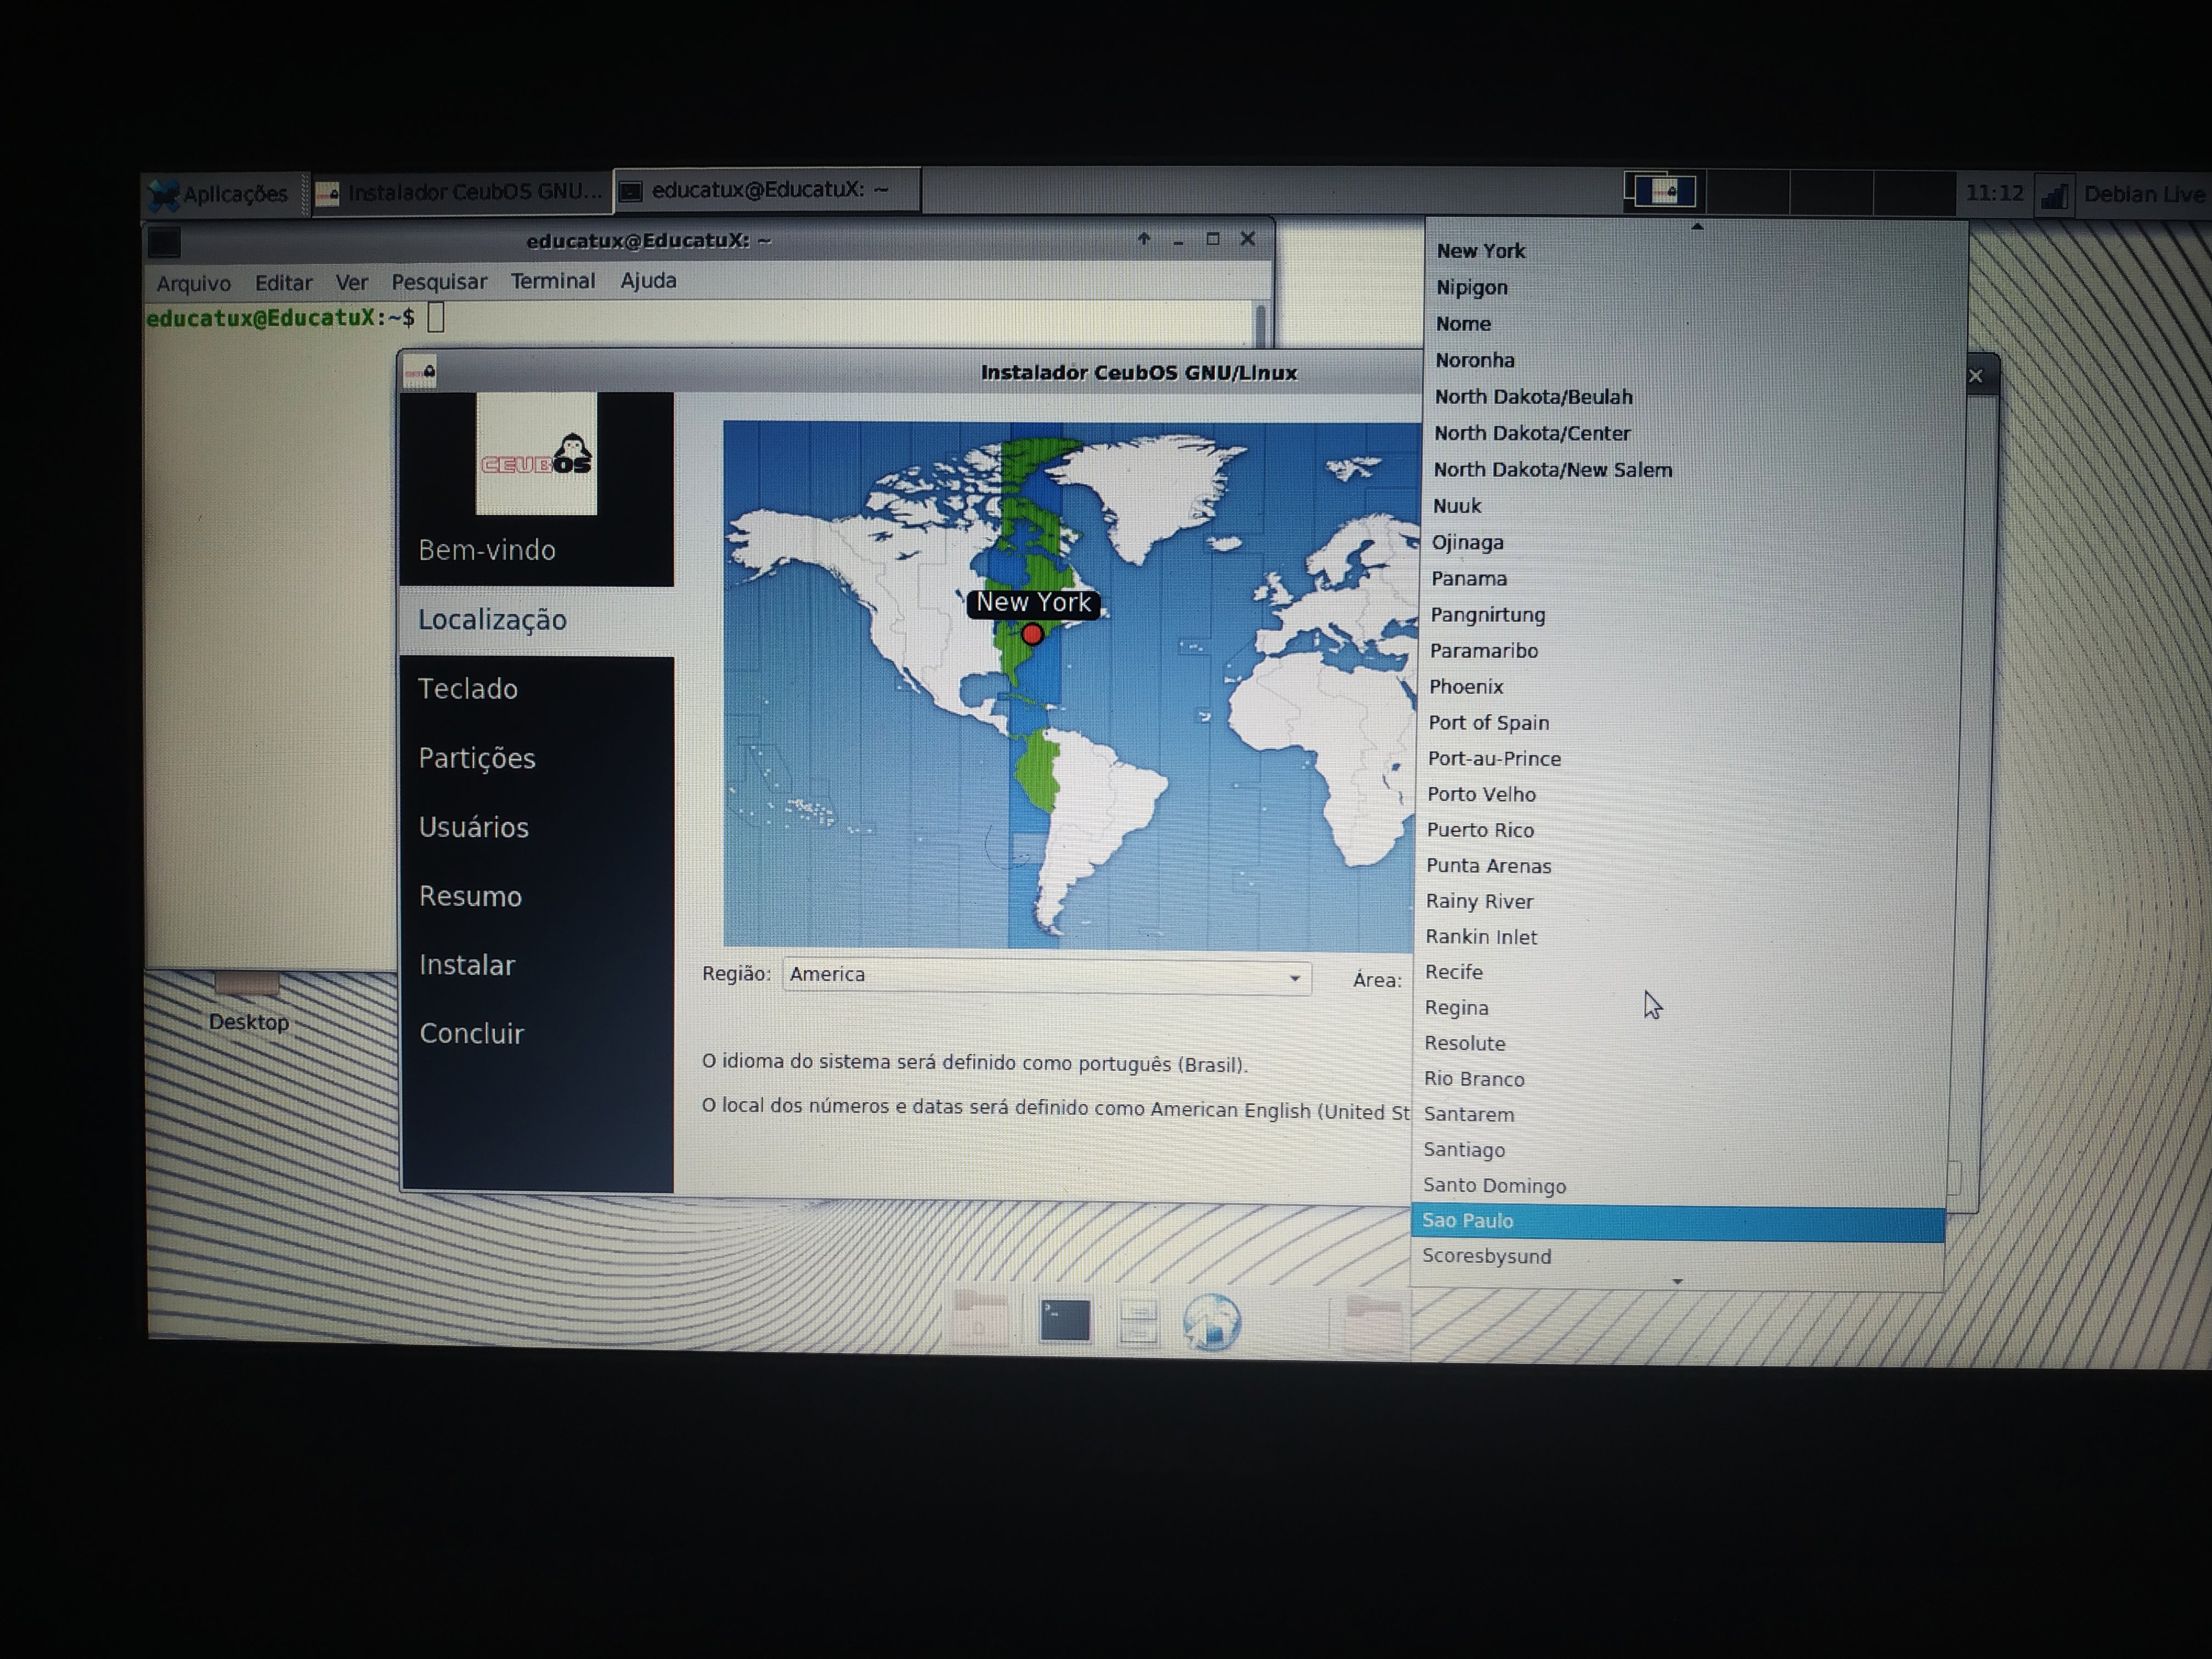 Aplicações
Instalador CeubOS GNU...
educatux@EducatuX: ~
11:12
Debian Live
educatux@EducatuX: ~
Arquivo Editar Ver Pesquisar Terminal Ajuda
educatux@EducatuX:~$
Instalador CeubOS GNU/Linux
CEUBOS
Bem-vindo
Localização
Teclado
Partições
Usuários
Resumo
Instalar
Concluir
New York
Região: America
Área:
O idioma do sistema será definido como português (Brasil).
O local dos números e datas será definido como American English (United St
New York
Nipigon
Nome
Noronha
North Dakota/Beulah
North Dakota/Center
North Dakota/New Salem
Nuuk
Ojinaga
Panama
Pangnirtung
Paramaribo
Phoenix
Port of Spain
Port-au-Prince
Porto Velho
Puerto Rico
Punta Arenas
Rainy River
Rankin Inlet
Recife
Regina
Resolute
Rio Branco
Santarem
Santiago
Santo Domingo
Sao Paulo
Scoresbysund
Desktop